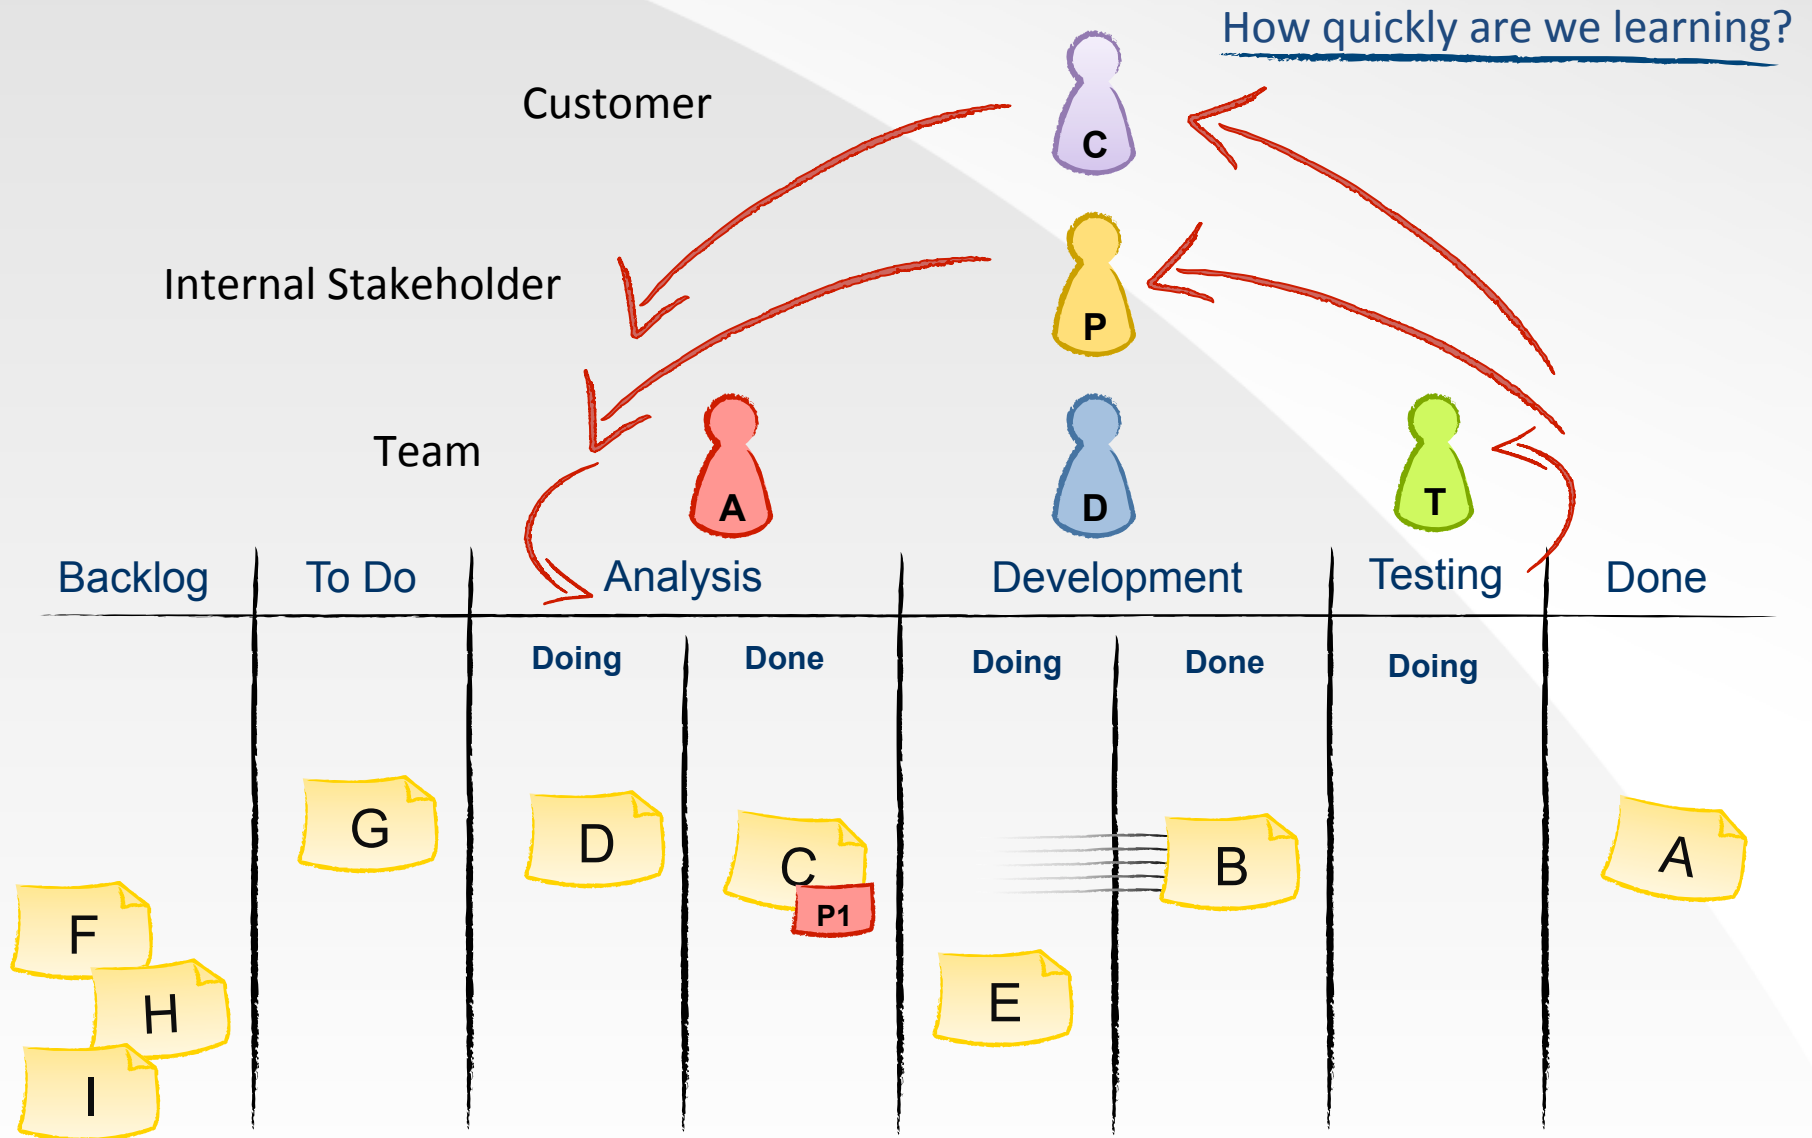 How quickly are we learning?
Customer
C
Internal Stakeholder
P
Team
A
D
T
Backlog
To Do
Analysis
Development
Testing
Done
Doing
Done
Doing
Done
Doing
G
D
C
P1
B
A
F
H
E
I